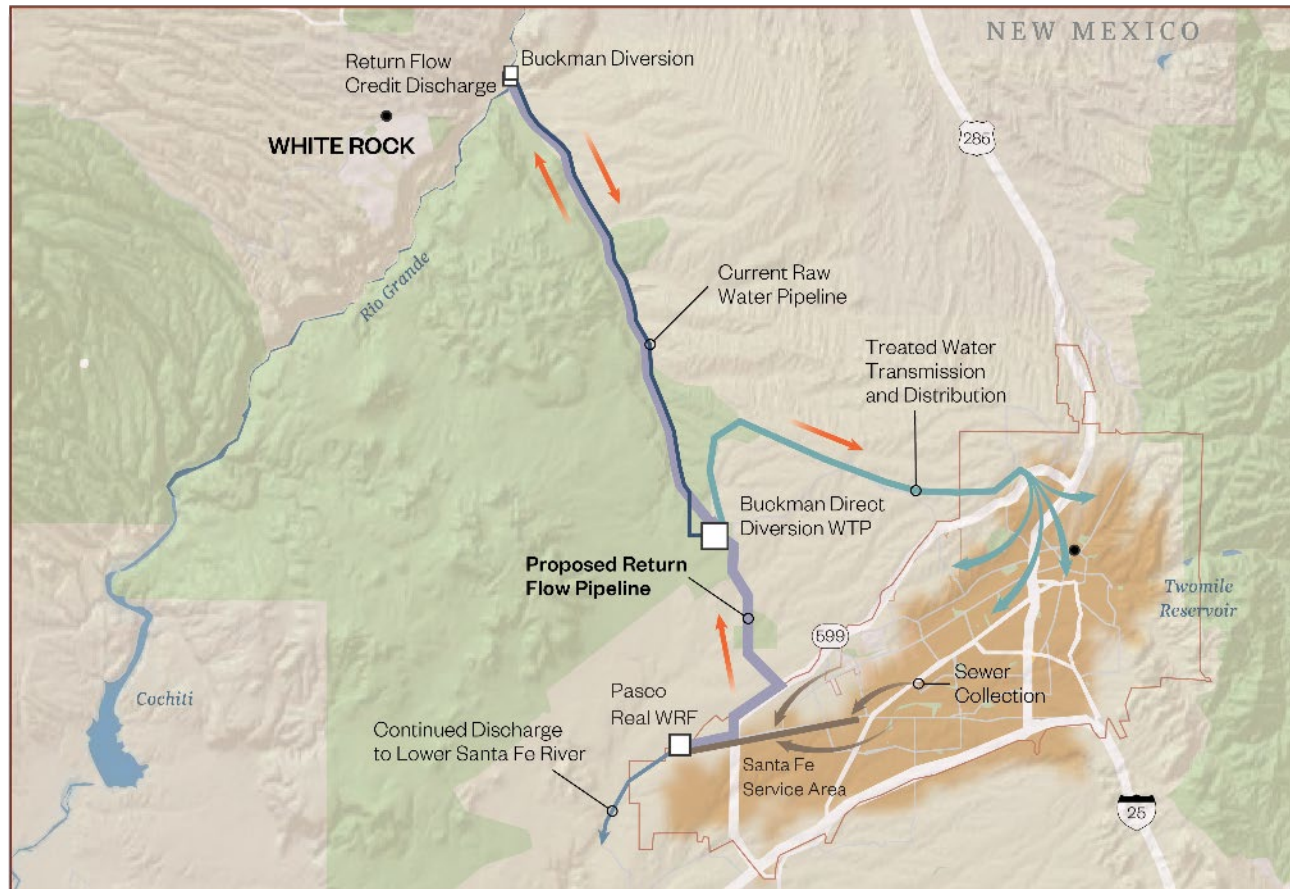 NEW MEXICO
Return Flow
Credit Discharge
Buckman Diversion
WHITE ROCK
285
Rio Grande
Current Raw
Water Pipeline
Treated Water
Transmission
and Distribution
Buckman Direct
Diversion WTP
Proposed Return
Flow Pipeline
Twomile
Reservoir
599
Cochiti
Pasco
Real WRF
Sewer
Collection
Continued Discharge
to Lower Santa Fe River
Santa Fe
Service Area
25